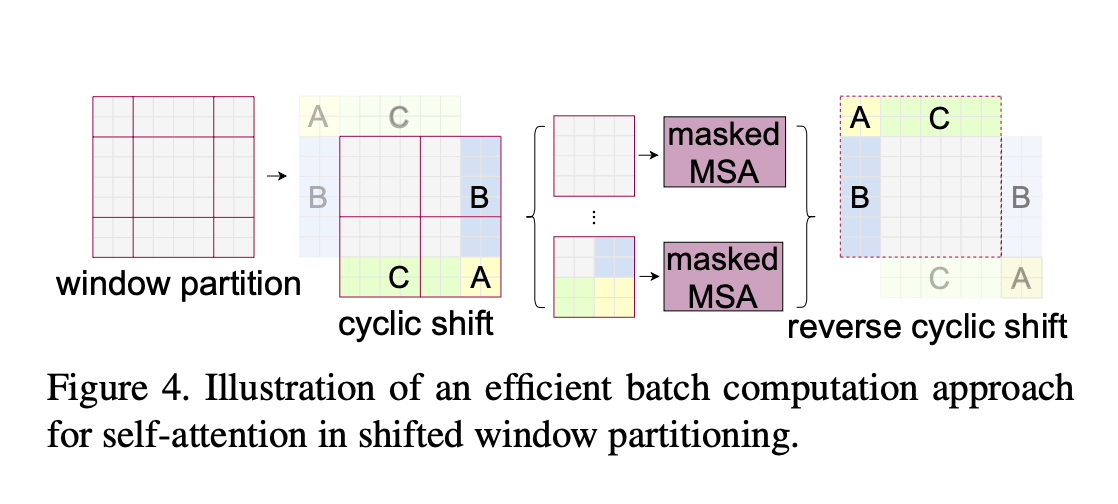 A C
B
B
C A
window partition
cyclic shift
masked
MSA
masked
MSA
A C
B B
C A
reverse cyclic shift
Figure 4. Illustration of an efficient batch computation approach
for self-attention in shifted window partitioning.